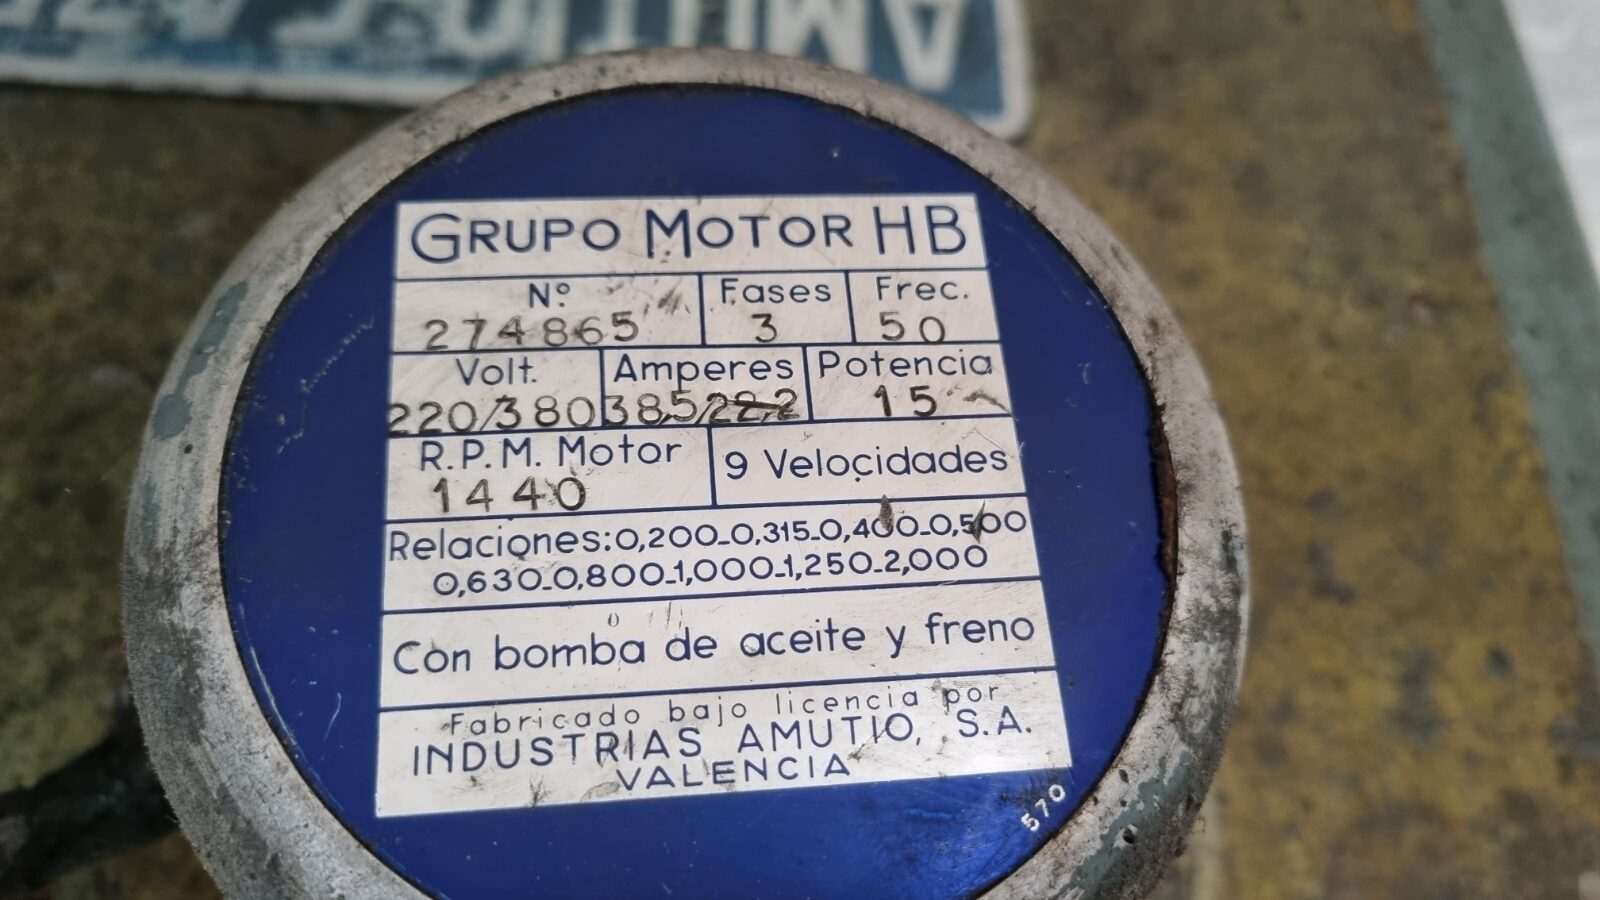 AMUTIO
GRUPO MOTOR HB
Nº Fases Frec.
274865 3 50
Volt. Amperes Potencia
220/380 38,5/22,2 15
R.P.M. Motor
1440
9 Velocidades
Relaciones: 0,200-0,315-0,400-0,500
0,630-0,800-1,000-1,250-2,000
Con bomba de aceite y freno
Fabricado bajo licencia por
INDUSTRIAS AMUTIO, S.A.
VALENCIA
570